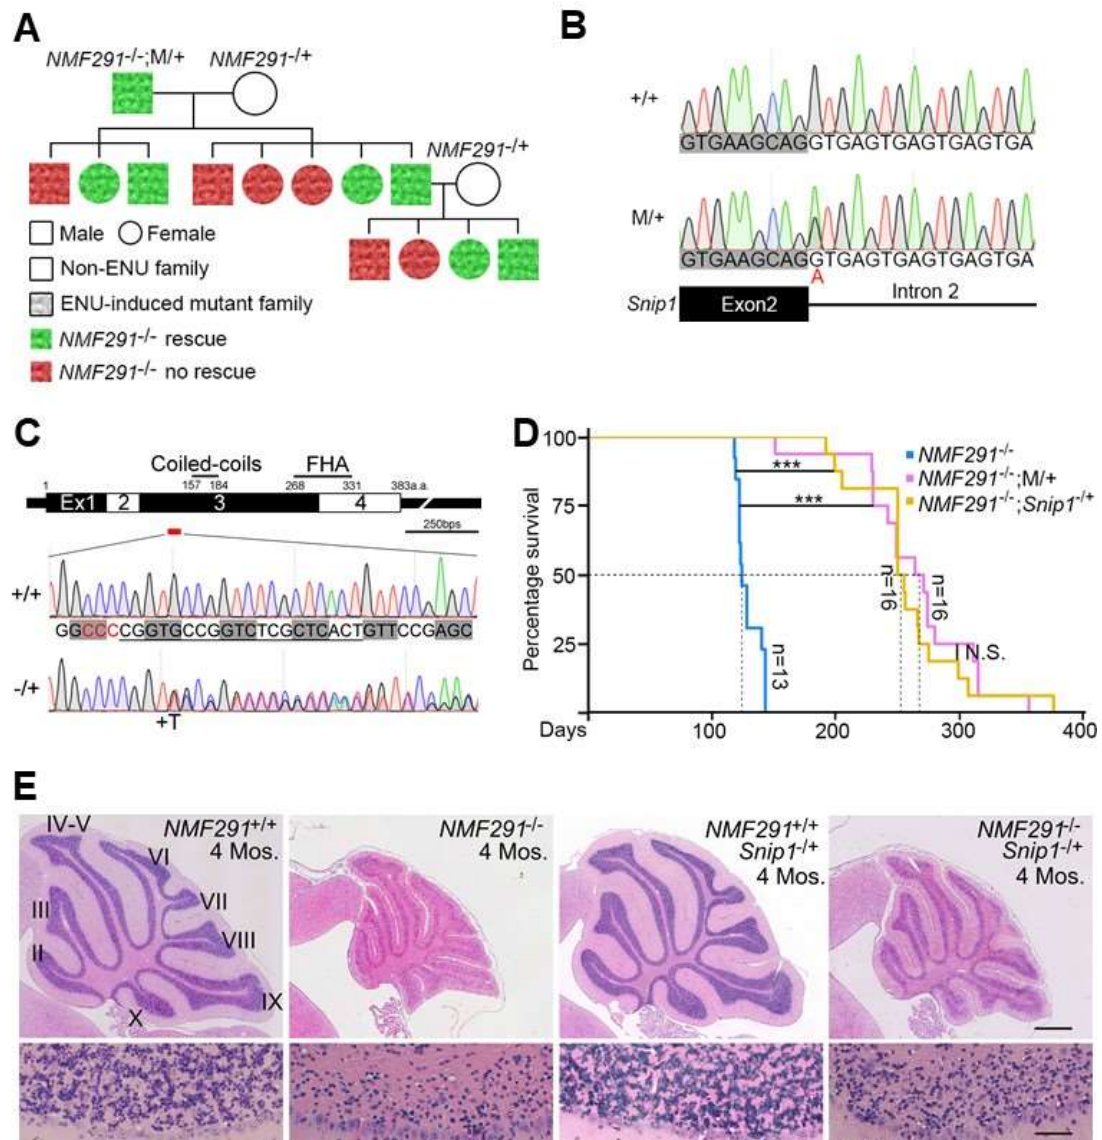 A
NMF291-/-;M/+ NMF291-/+
NMF291-/+
Male Female
Non-ENU family
ENU-induced mutant family
NMF291-/- rescue
NMF291-/- no rescue
B
+/+
GTGAAGCAGGTGAGTGAGTGAGTGA
M/+
GTGAAGCAGGTGAGTGAGTGAGTGA
A
Snip1 Exon2 Intron 2
C
Coiled-coils FHA
1 157 184 268 331 383a.a.
Ex1 2 3 4
250bps
+/+
GGCCCCGGTGCCGGTCTCGCTCACTGTTCCGAGC
-/+
+T
D
Percentage survival
100
75
50
25
Days 100 200 300 400
NMF291-/-
NMF291-/-;M/+
NMF291-/-;Snip1-/+
***
***
n=16
n=16
n=13
N.S.
E
IV-V NMF291+/+
4 Mos.
VI
VII
III
VIII
II
IX
X
NMF291-/-
4 Mos.
NMF291+/+
Snip1-/+
4 Mos.
NMF291-/-
Snip1-/+
4 Mos.